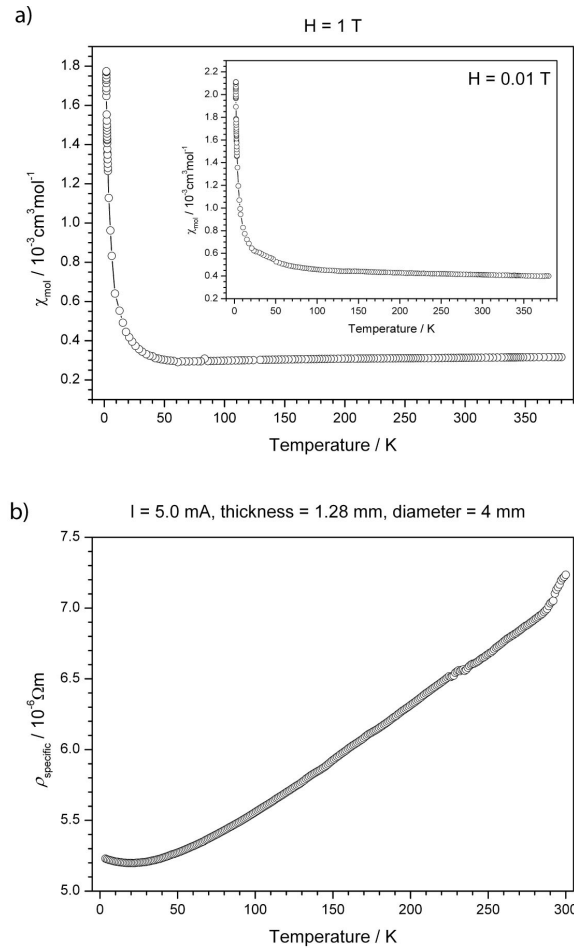 a)
H = 1 T
1.8
1.6
1.4
1.2
1.0
0.8
0.6
0.4
0.2
χmol / 10-3cm3mol-1
0 50 100 150 200 250 300 350
Temperature / K
H = 0.01 T
2.2
2.0
1.8
1.6
1.4
1.2
1.0
0.8
0.6
0.4
0.2
χmol / 10-3cm3mol-1
0 50 100 150 200 250 300 350
Temperature / K
b)
I = 5.0 mA, thickness = 1.28 mm, diameter = 4 mm
7.5
7.0
6.5
6.0
5.5
5.0
ρspecific / 10-6Ωm
0 50 100 150 200 250 300
Temperature / K